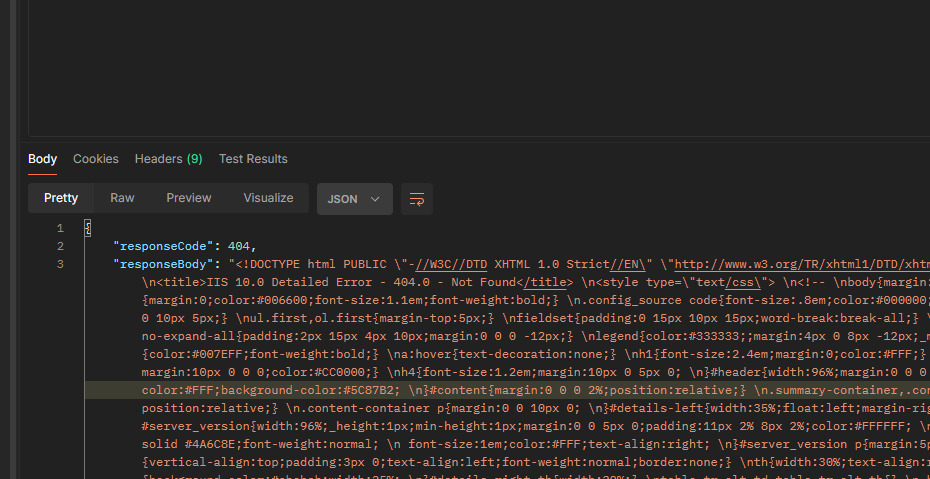 Body Cookies Headers (9) Test Results
Pretty Raw Preview Visualize JSON
1 {
2 "responseCode": 404,
3 "responseBody": "<!DOCTYPE html PUBLIC \"-//W3C//DTD XHTML 1.0 Strict//EN\" \"http://www.w3.org/TR/xhtml1/DTD/xhtm
\n<title>IIS 10.0 Detailed Error - 404.0 - Not Found</title> \n<style type=\"text/css\"> \n<!-- \nbody{margin:
{margin:0;color:#006600;font-size:1.1em;font-weight:bold;} \n.config_source code{font-size:.8em;color:#000000;
0 10px 5px;} \nul.first,ol.first{margin-top:5px;} \nfieldset{padding:0 15px 10px 15px;word-break:break-all;} \
no-expand-all{padding:2px 15px 4px 10px;margin:0 0 0 -12px;} \nlegend{color:#333333;;margin:4px 0 8px -12px;_m
{color:#007EFF;font-weight:bold;} \na:hover{text-decoration:none;} \nh1{font-size:2.4em;margin:0;color:#FFF;}
margin:10px 0 0 0;color:#CC0000;} \nh4{font-size:1.2em;margin:10px 0 5px 0; \n}#header{width:96%;margin:0 0 0
color:#FFF;background-color:#5C87B2; \n}#content{margin:0 0 0 2%;position:relative;} \n.summary-container,.con
position:relative;} \n.content-container p{margin:0 0 10px 0; \n}#details-left{width:35%;float:left;margin-rig
#server_version{width:96%;_height:1px;min-height:1px;margin:0 0 5px 0;padding:11px 2% 8px 2%;color:#FFFFFF; \n
solid #4A6C8E;font-weight:normal; \n font-size:1em;color:#FFF;text-align:right; \n}#server_version p{margin:5p
{vertical-align:top;padding:3px 0;text-align:left;font-weight:normal;border:none;} \nth{width:30%;text-align:r